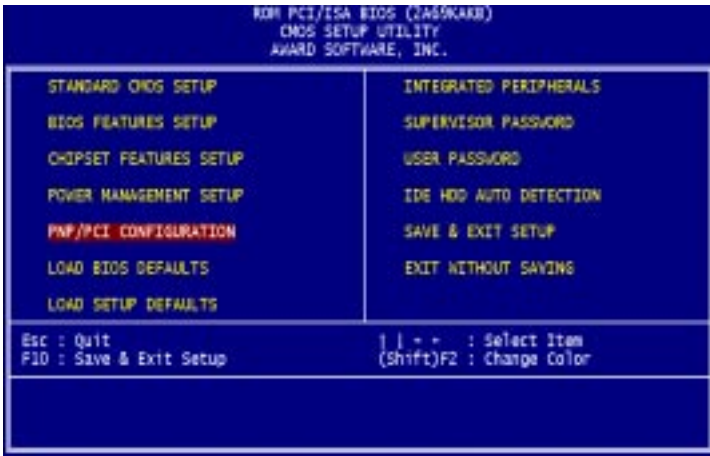 ROM PCI/ISA BIOS (2A69KAKB)
CMOS SETUP UTILITY
AWARD SOFTWARE, INC.
STANDARD CMOS SETUP
BIOS FEATURES SETUP
CHIPSET FEATURES SETUP
POWER MANAGEMENT SETUP
PNP/PCI CONFIGURATION
LOAD BIOS DEFAULTS
LOAD SETUP DEFAULTS
INTEGRATED PERIPHERALS
SUPERVISOR PASSWORD
USER PASSWORD
IDE HDD AUTO DETECTION
SAVE & EXIT SETUP
EXIT WITHOUT SAVING
Esc : Quit
F10 : Save & Exit Setup
: Select Item
(Shift)F2 : Change Color